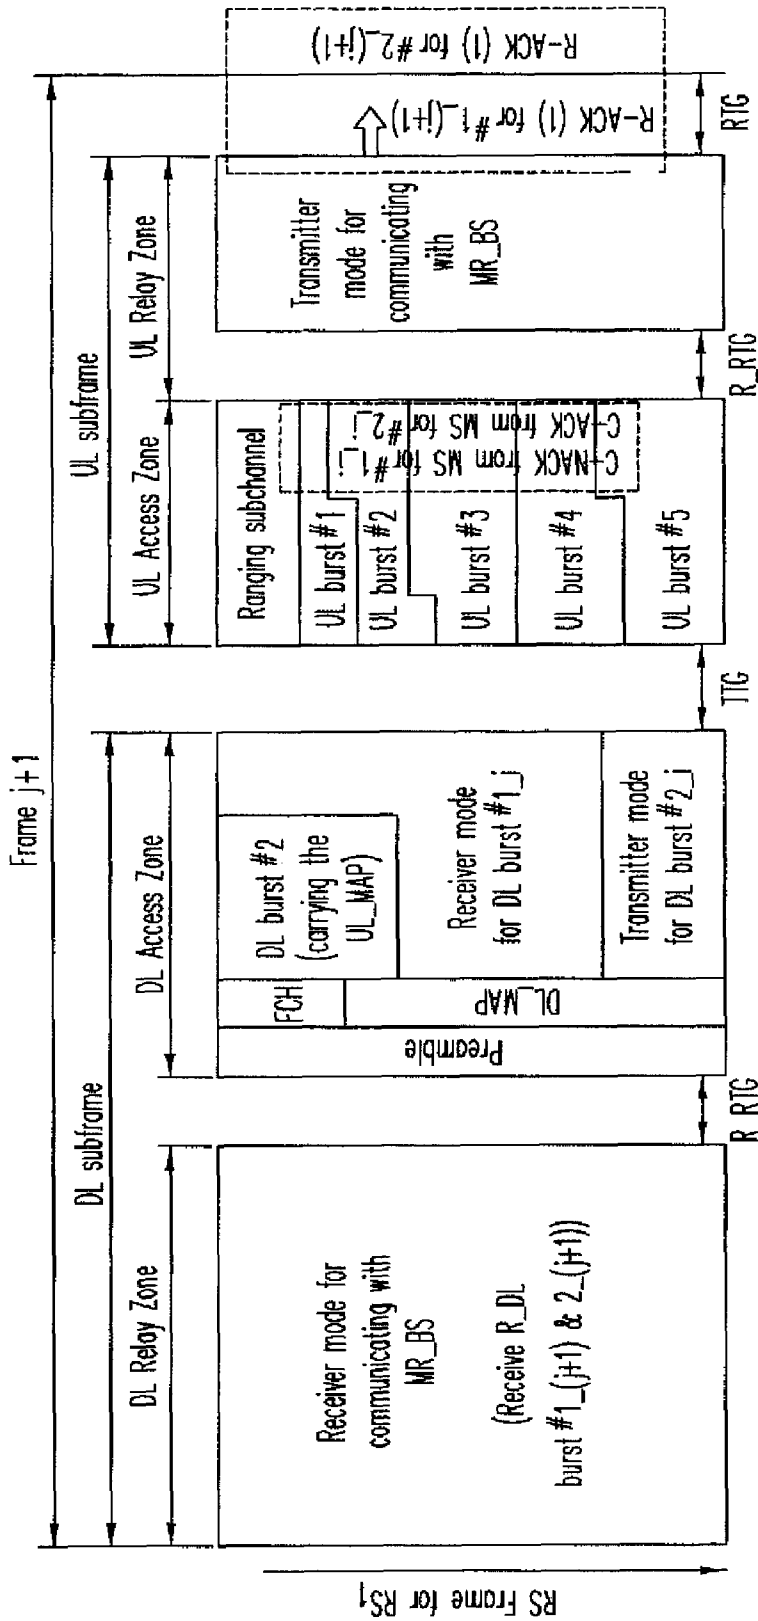 Frame j+1
DL subframe
UL subframe
DL Relay Zone
DL Access Zone
UL Access Zone
UL Relay Zone
RS Frame for RS1
Receiver mode for
communicating with
MR_BS
(Receive R_DL
burst #1_(j+1) & 2_(j+1))
R_RTG
Preamble
FCH
DL_MAP
DL burst #2
(carrying the
UL_MAP)
Receiver mode
for DL burst #1_j
Transmitter mode
for DL burst #2_j
TTG
Ranging subchannel
UL burst #1
UL burst #2
UL burst #3
UL burst #4
UL burst #5
C-NACK from MS for #1_j
C-ACK from MS for #2_j
R_RTG
Transmitter
mode for
communicating
with
MR_BS
R-ACK (1) for #1_(j+1)
R-ACK (1) for #2_(j+1)
RTG